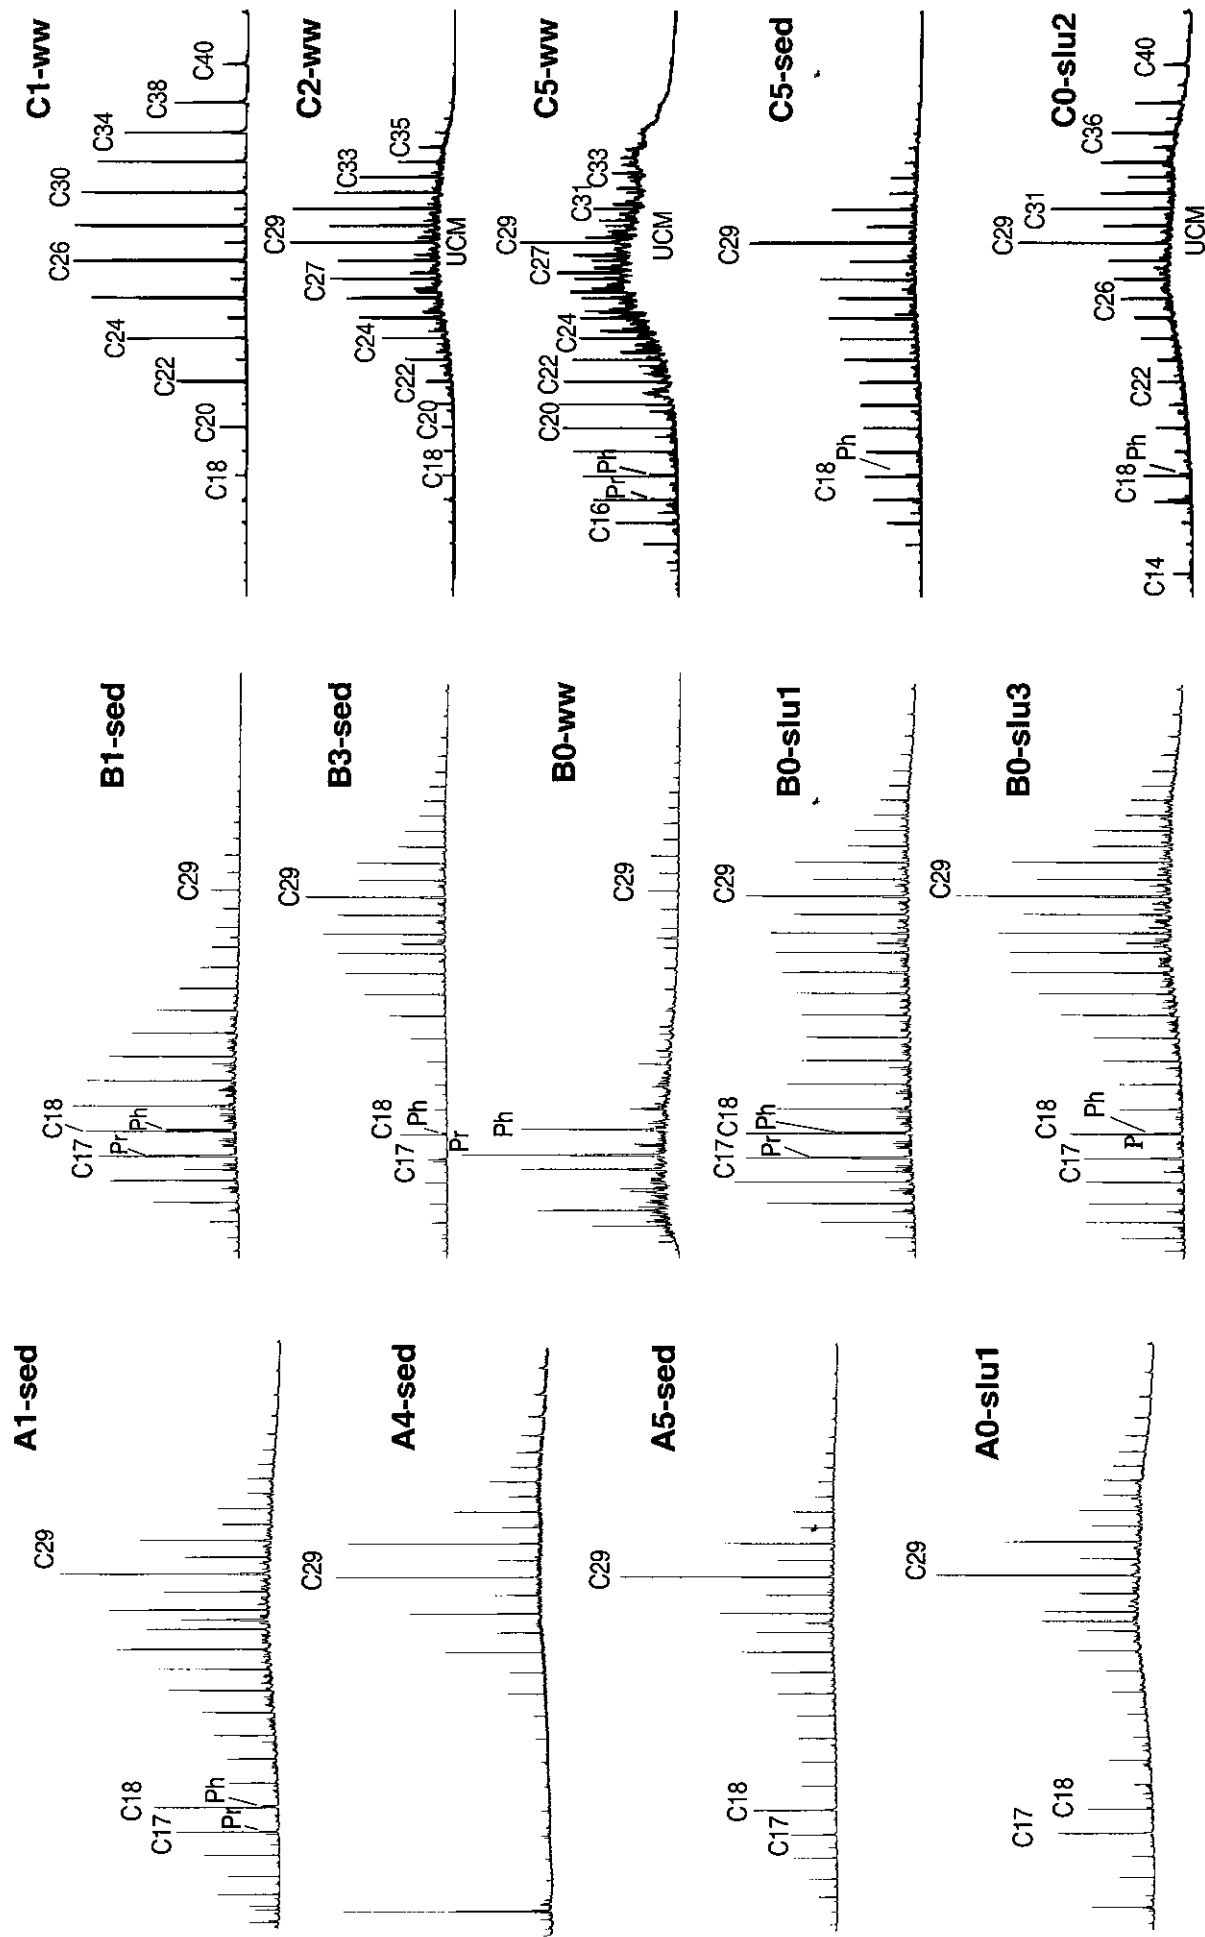 A1-sed
C29
C18
C17
Pr
Ph
A4-sed
C29
A5-sed
C29
C18
C17
A0-slu1
C29
C18
C17
B1-sed
C29
C18
C17
Pr
Ph
B3-sed
C29
C18
C17
Ph
Pr
B0-ww
C29
Ph
B0-slu1
C29
C18
C17
Pr
Ph
B0-slu3
C29
C18
C17
P
Ph
C1-ww
C18
C20
C22
C24
C26
C30
C34
C38
C40
C2-ww
C18
C20
C22
C24
C27
C29
C33
C35
UCM
C5-ww
C16
Pr
Ph
C20
C22
C24
C27
C29
C31
C33
UCM
C5-sed
C18
Ph
C29
C0-slu2
C14
C18
Ph
C22
C26
C29
C31
C36
C40
UCM